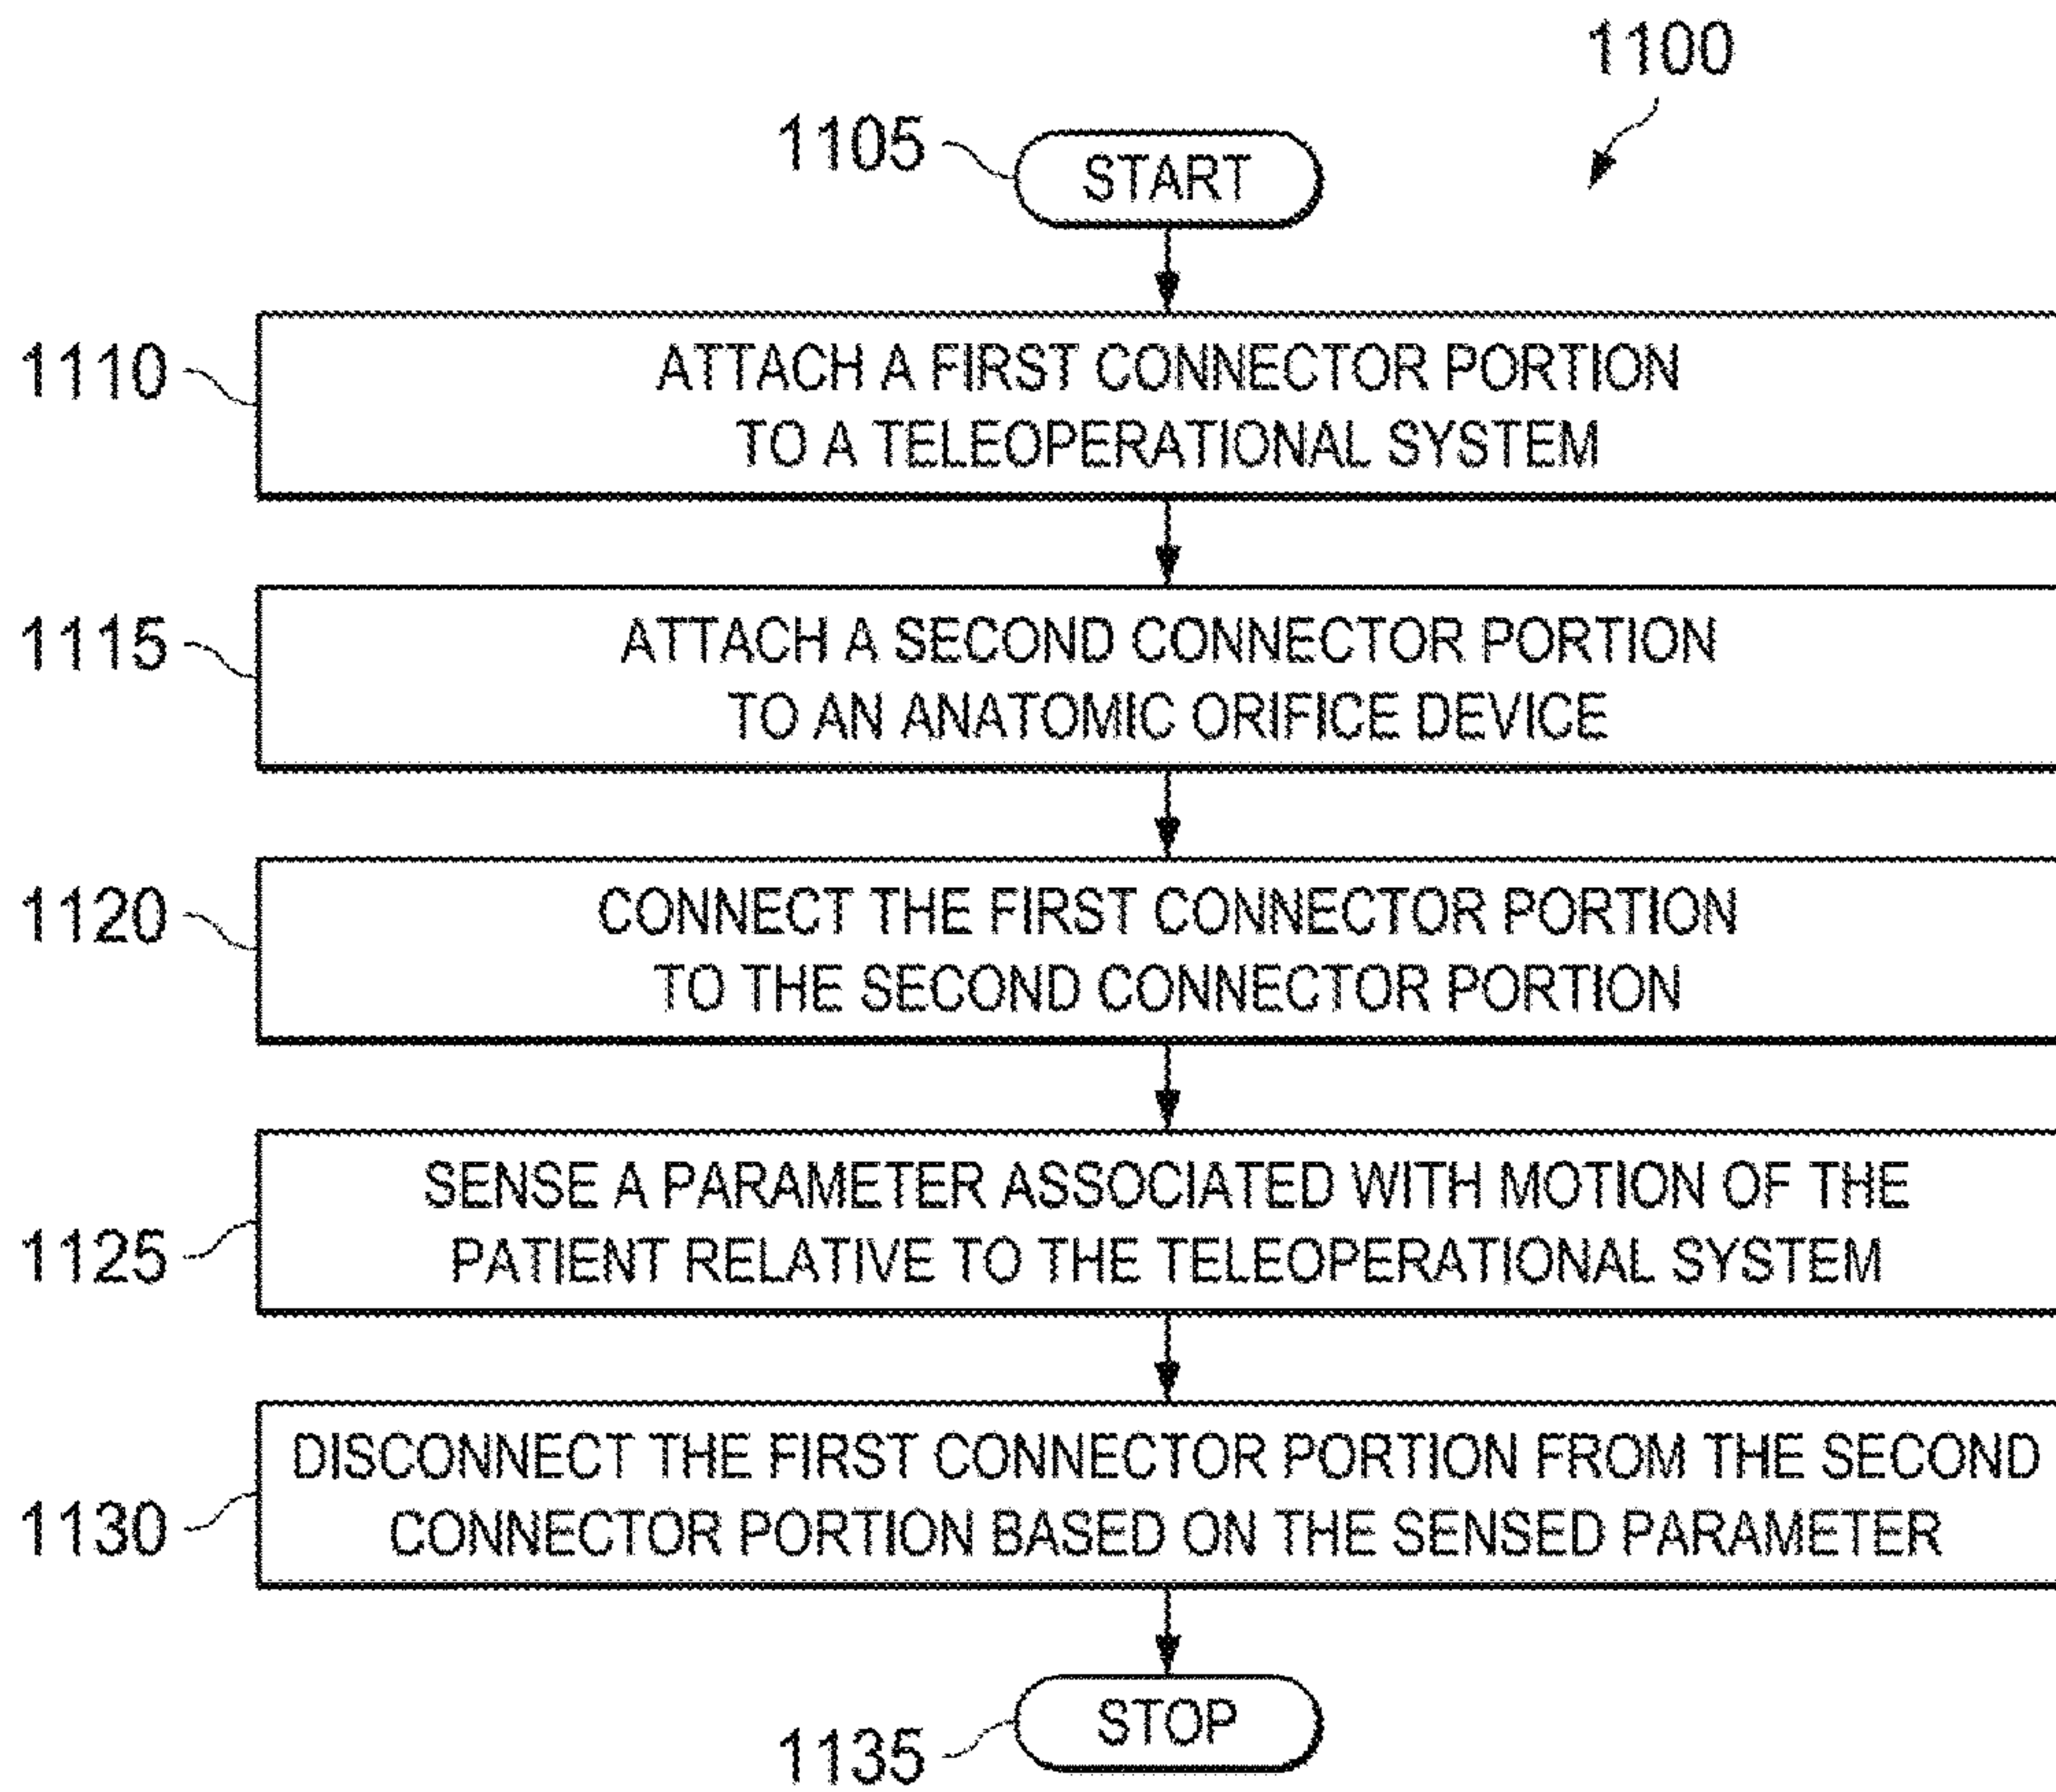 1100
1105
START
1110
ATTACH A FIRST CONNECTOR PORTION
TO A TELEOPERATIONAL SYSTEM
1115
ATTACH A SECOND CONNECTOR PORTION
TO AN ANATOMIC ORIFICE DEVICE
1120
CONNECT THE FIRST CONNECTOR PORTION
TO THE SECOND CONNECTOR PORTION
1125
SENSE A PARAMETER ASSOCIATED WITH MOTION OF THE
PATIENT RELATIVE TO THE TELEOPERATIONAL SYSTEM
1130
DISCONNECT THE FIRST CONNECTOR PORTION FROM THE SECOND
CONNECTOR PORTION BASED ON THE SENSED PARAMETER
1135
STOP